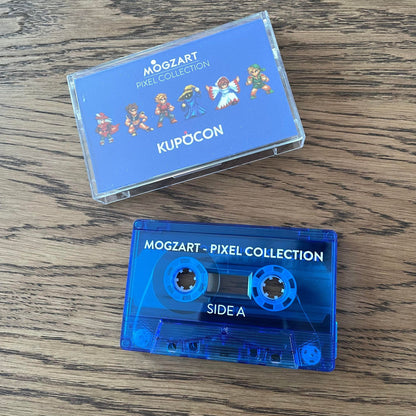 MOGZART
PIXEL COLLECTION
KUPOCON
MOGZART - PIXEL COLLECTION
SIDE A